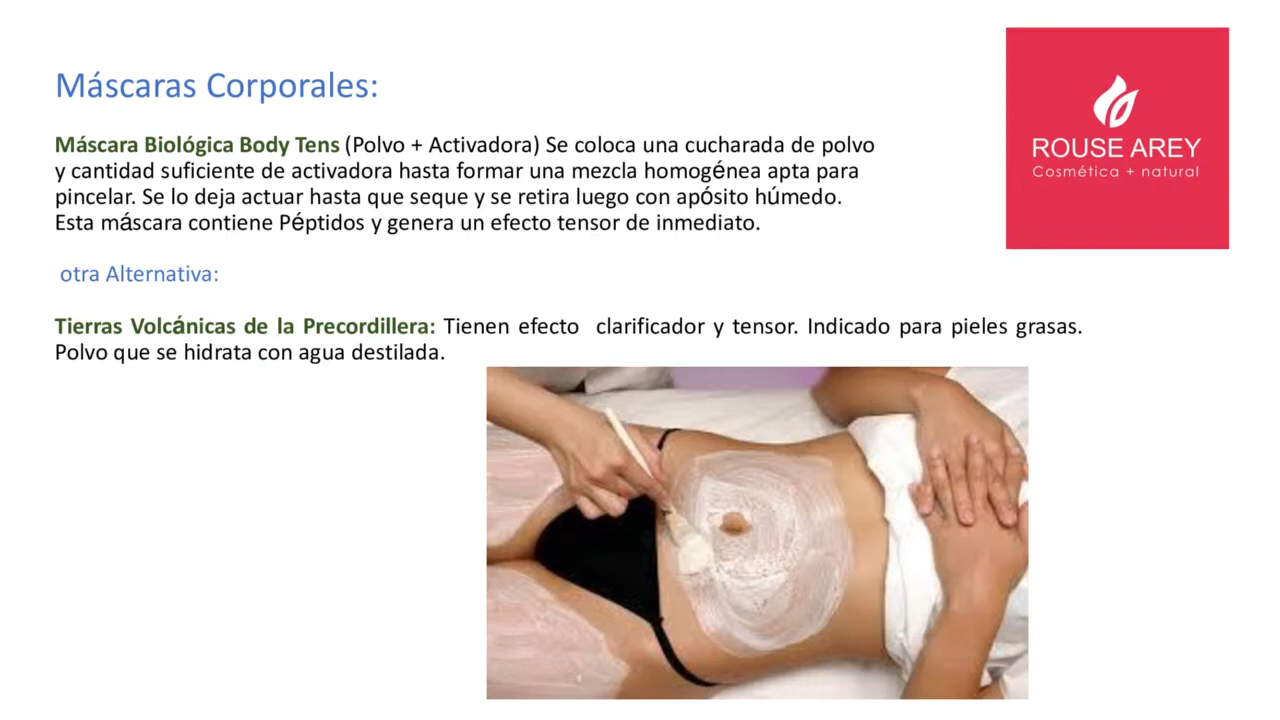 Máscaras Corporales:
ROUSE AREY
Cosmética + natural
Máscara Biológica Body Tens (Polvo + Activadora) Se coloca una cucharada de polvo
y cantidad suficiente de activadora hasta formar una mezcla homogénea apta para
pincelar. Se lo deja actuar hasta que seque y se retira luego con apósito húmedo.
Esta máscara contiene Péptidos y genera un efecto tensor de inmediato.
otra Alternativa:
Tierras Volcánicas de la Precordillera: Tienen efecto clarificador y tensor. Indicado para pieles grasas.
Polvo que se hidrata con agua destilada.